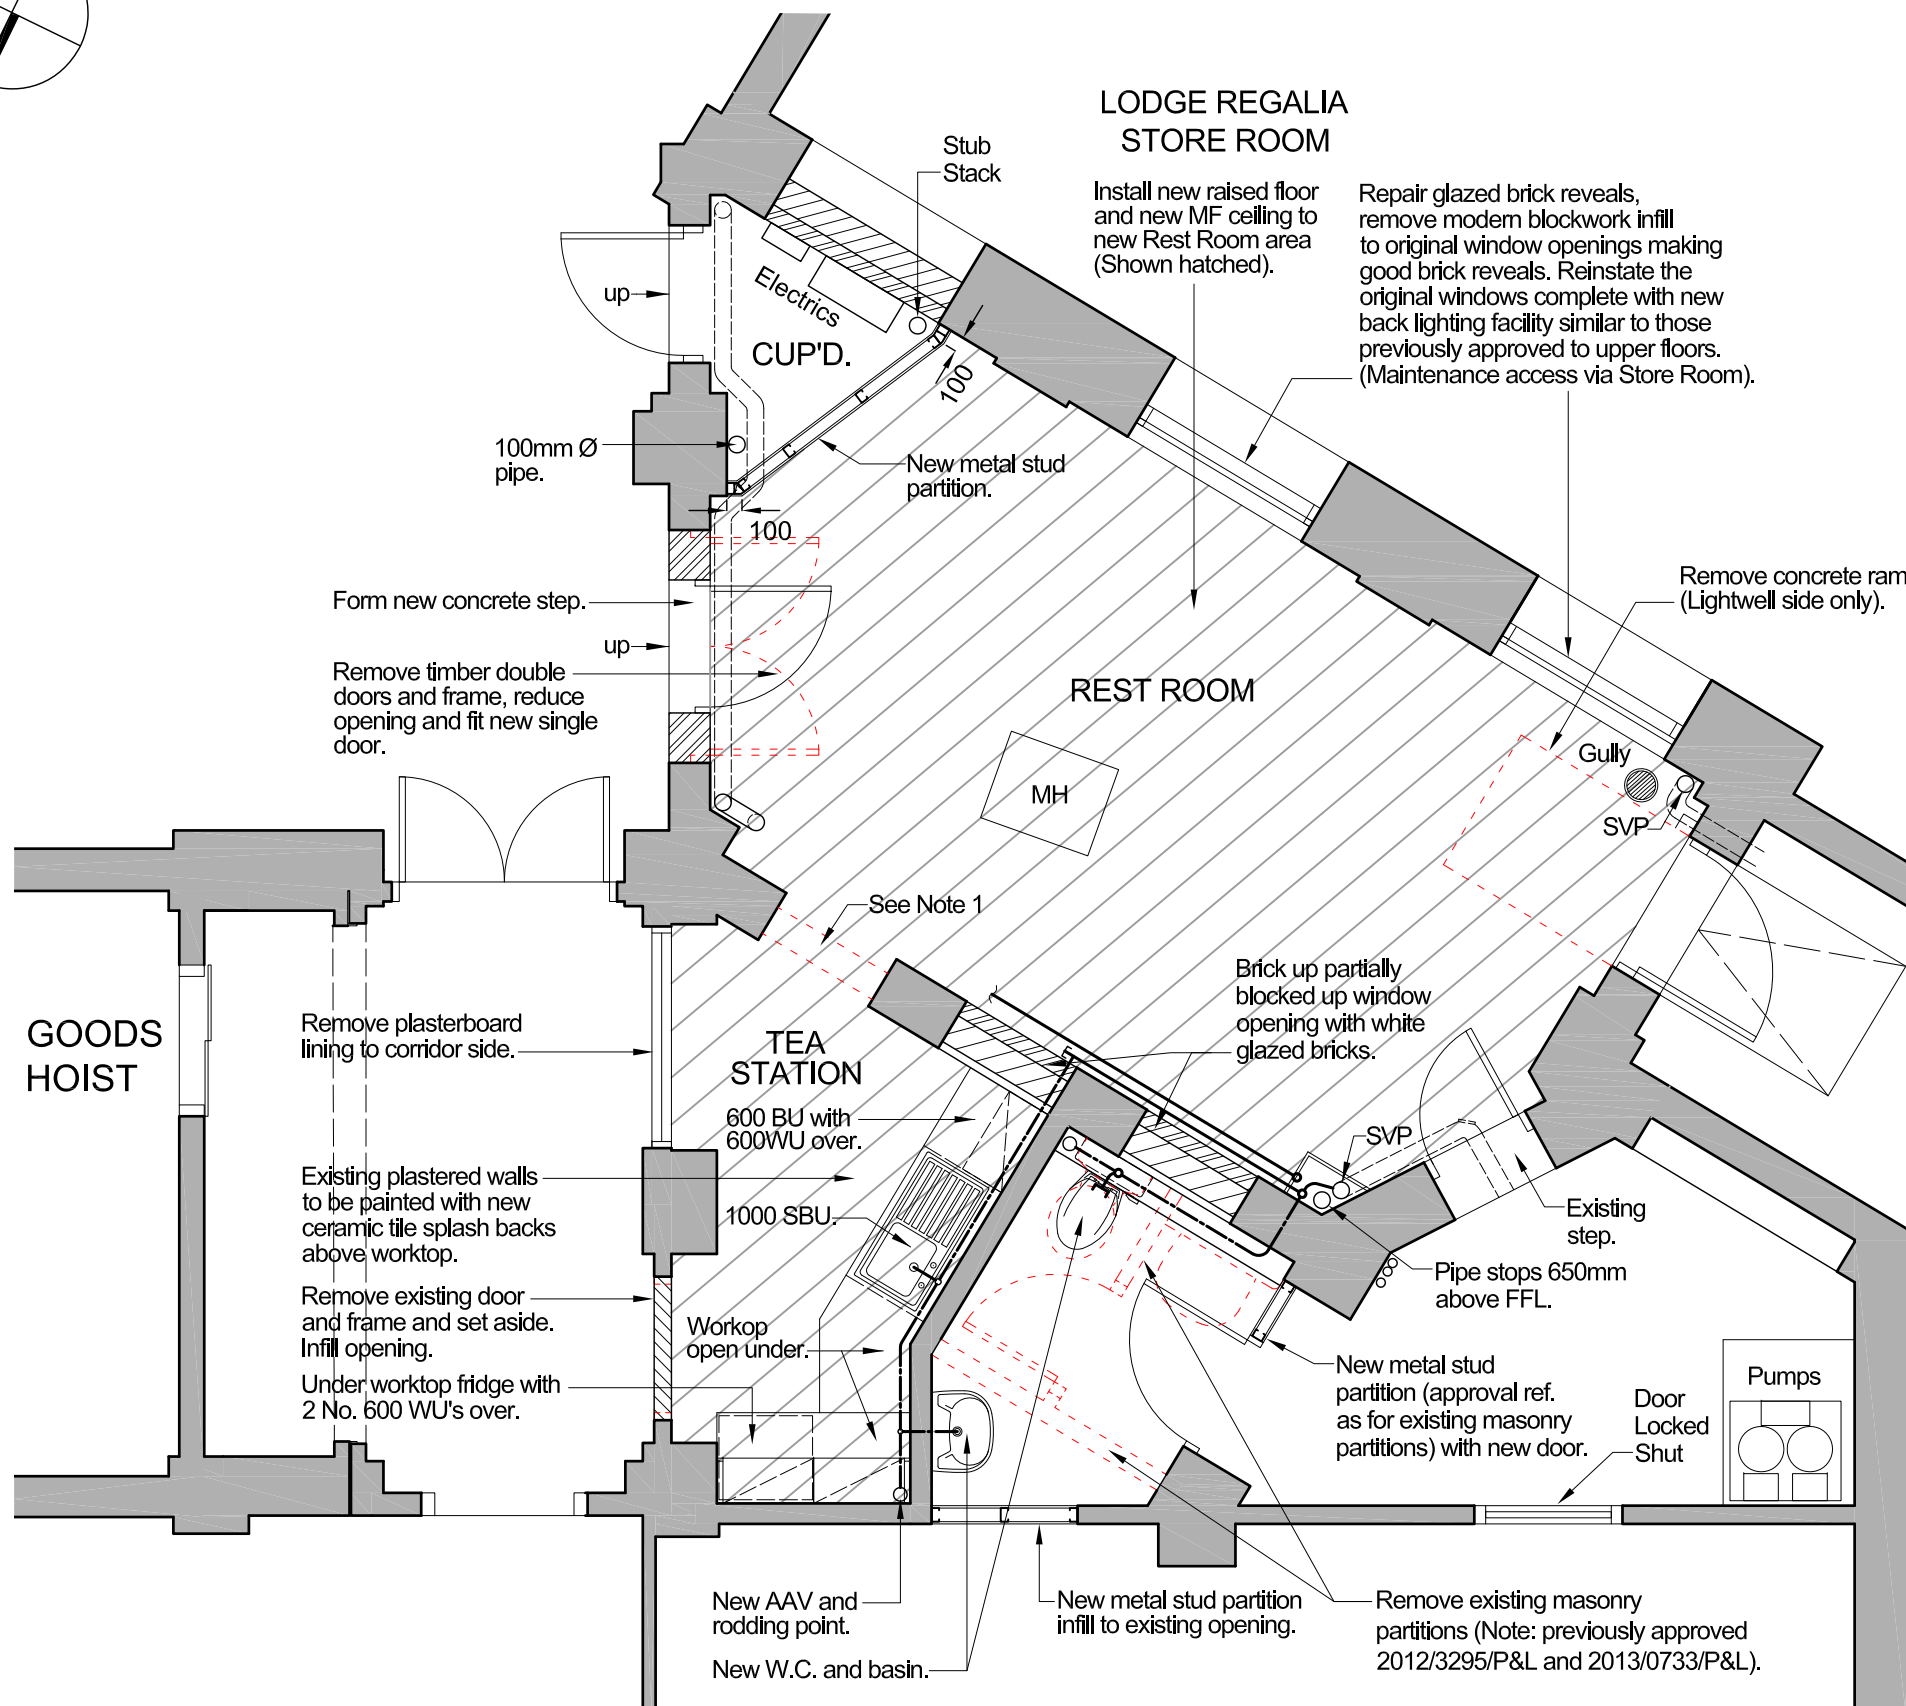 LODGE REGALIA
STORE ROOM
Stub
Stack
Install new raised floor
and new MF ceiling to
new Rest Room area
(Shown hatched).
Repair glazed brick reveals,
remove modern blockwork infill
to original window openings making
good brick reveals. Reinstate the
original windows complete with new
back lighting facility similar to those
previously approved to upper floors.
(Maintenance access via Store Room).
up
Electrics
CUP'D.
100
100mm Ø
pipe.
New metal stud
partition.
100
Form new concrete step.
up
Remove timber double
doors and frame, reduce
opening and fit new single
door.
Remove concrete ram
(Lightwell side only).
REST ROOM
MH
Gully
SVP
See Note 1
GOODS
HOIST
Remove plasterboard
lining to corridor side.
TEA
STATION
600 BU with
600WU over.
Brick up partially
blocked up window
opening with white
glazed bricks.
SVP
Existing plastered walls
to be painted with new
ceramic tile splash backs
above worktop.
1000 SBU.
Existing
step.
Pipe stops 650mm
above FFL.
Remove existing door
and frame and set aside.
Infill opening.
Workop
open under.
Under worktop fridge with
2 No. 600 WU's over.
New metal stud
partition (approval ref.
as for existing masonry
partitions) with new door.
Door
Locked
Shut
Pumps
New AAV and
rodding point.
New W.C. and basin.
New metal stud partition
infill to existing opening.
Remove existing masonry
partitions (Note: previously approved
2012/3295/P&L and 2013/0733/P&L).